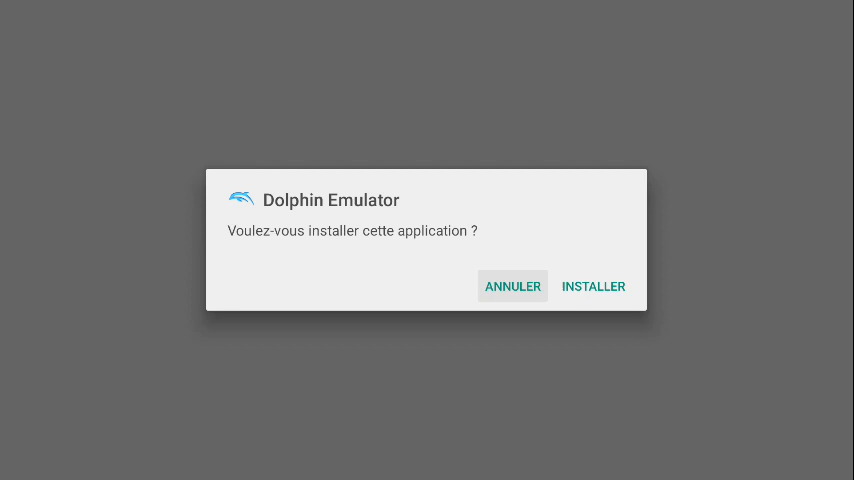 Dolphin Emulator
Voulez-vous installer cette application ?
ANNULER INSTALLER